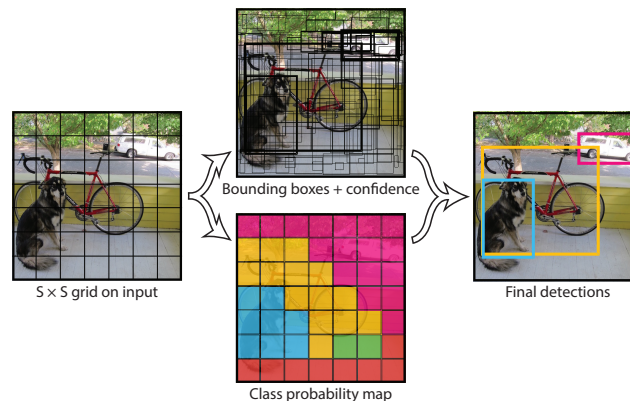 Bounding boxes + confidence
S × S grid on input
Final detections
Class probability map